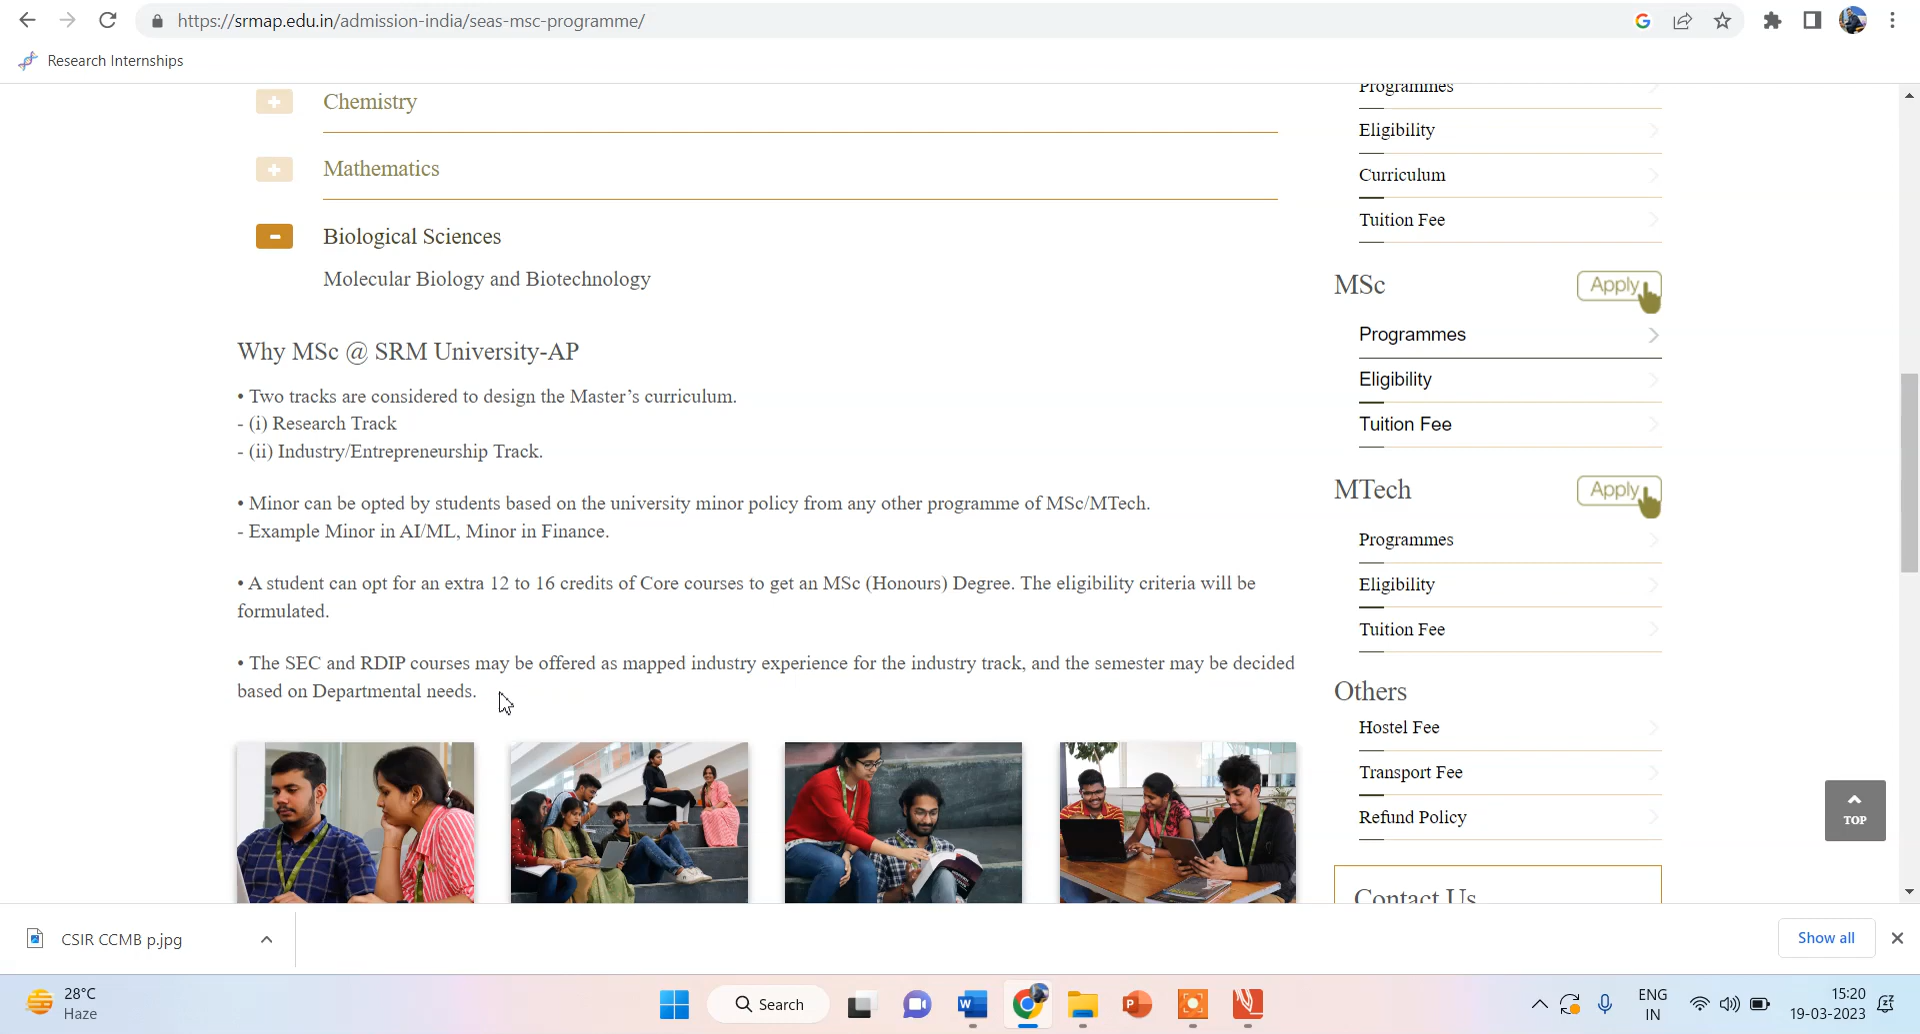 https://srmap.edu.in/admission-india/seas-msc-programme/
Research Internships
Chemistry
Mathematics
Biological Sciences
Molecular Biology and Biotechnology
Why MSc @ SRM University-AP
• Two tracks are considered to design the Master’s curriculum.
- (i) Research Track
- (ii) Industry/Entrepreneurship Track.
• Minor can be opted by students based on the university minor policy from any other programme of MSc/MTech.
- Example Minor in AI/ML, Minor in Finance.
• A student can opt for an extra 12 to 16 credits of Core courses to get an MSc (Honours) Degree. The eligibility criteria will be
formulated.
• The SEC and RDIP courses may be offered as mapped industry experience for the industry track, and the semester may be decided
based on Departmental needs.
Programmes
Eligibility
Curriculum
Tuition Fee
MSc
Apply
Programmes
Eligibility
Tuition Fee
MTech
Apply
Programmes
Eligibility
Tuition Fee
Others
Hostel Fee
Transport Fee
Refund Policy
Contact Us
TOP
CSIR CCMB p.jpg
Show all
28°C
Haze
Search
ENG
IN
15:20
19-03-2023